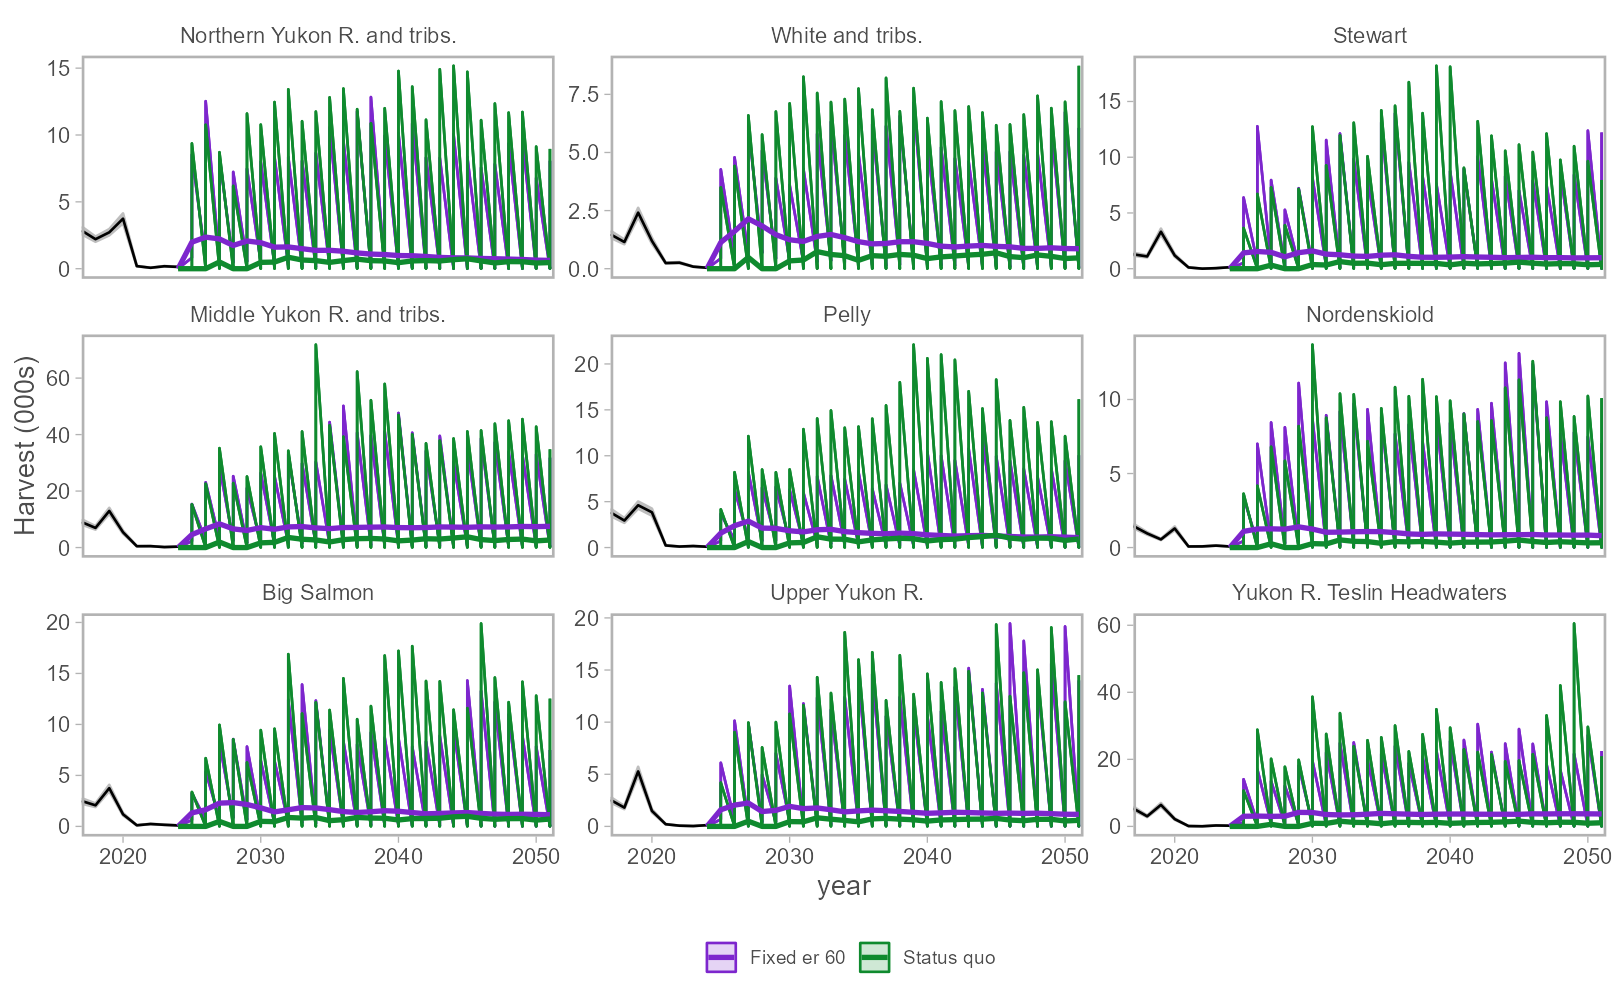 Northern Yukon R. and tribs.
White and tribs.
Stewart
15
10
5
0
7.5
5.0
2.5
0.0
15
10
5
0
Middle Yukon R. and tribs.
Pelly
Nordenskiold
60
40
20
0
20
15
10
5
0
10
5
0
Harvest (000s)
Big Salmon
Upper Yukon R.
Yukon R. Teslin Headwaters
20
15
10
5
0
20
15
10
5
0
60
40
20
0
2020 2030 2040 2050
2020 2030 2040 2050
2020 2030 2040 2050
year
Fixed er 60 Status quo